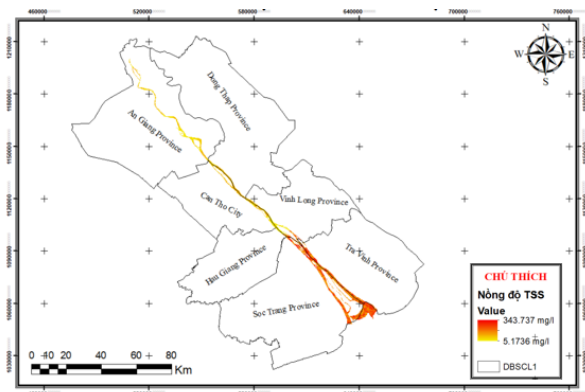 460000 520000 580000 640000 700000 760000
N
W E
S
1210000
1180000
1150000
1120000
1090000
1060000
1030000
Dong Thap Province
An Giang Province
Can Tho City
Vinh Long Province
Tra Vinh Province
Hau Giang Province
Soc Trang Province
CHÚ THÍCH
Nồng độ TSS
Value
343.737 mg/l
5.1736 mg/l
DBSCL1
0 10 20 40 60 80
Km